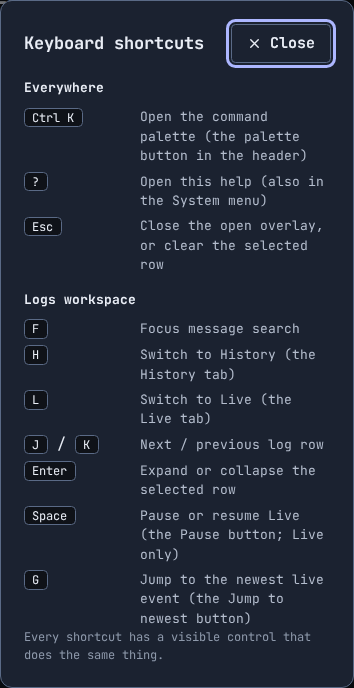 Keyboard shortcuts
× Close
Everywhere
Ctrl K Open the command
palette (the palette
button in the header)
? Open this help (also in
the System menu)
Esc Close the open overlay,
or clear the selected
row
Logs workspace
F Focus message search
H Switch to History (the
History tab)
L Switch to Live (the
Live tab)
J / K Next / previous log row
Enter Expand or collapse the
selected row
Space Pause or resume Live
(the Pause button; Live
only)
G Jump to the newest live
event (the Jump to
newest button)
Every shortcut has a visible control that
does the same thing.